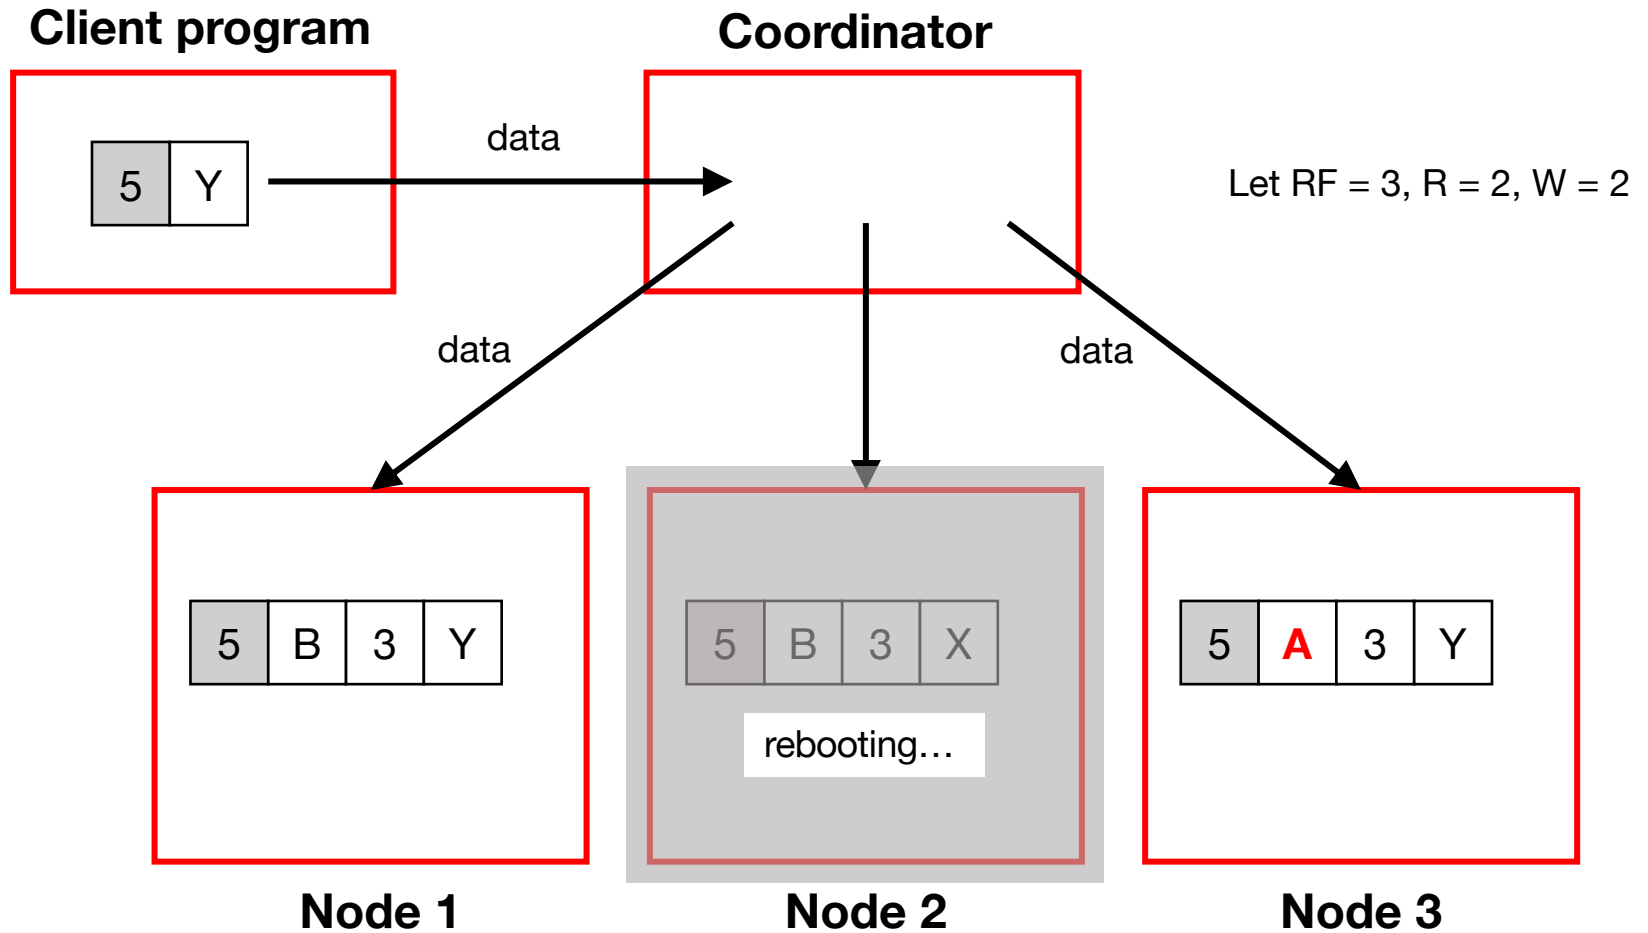 Client program
Coordinator
data
5 Y
Let RF = 3, R = 2, W = 2
data
data
5 B 3 Y
5 B 3 X
5 A 3 Y
rebooting...
Node 1
Node 2
Node 3